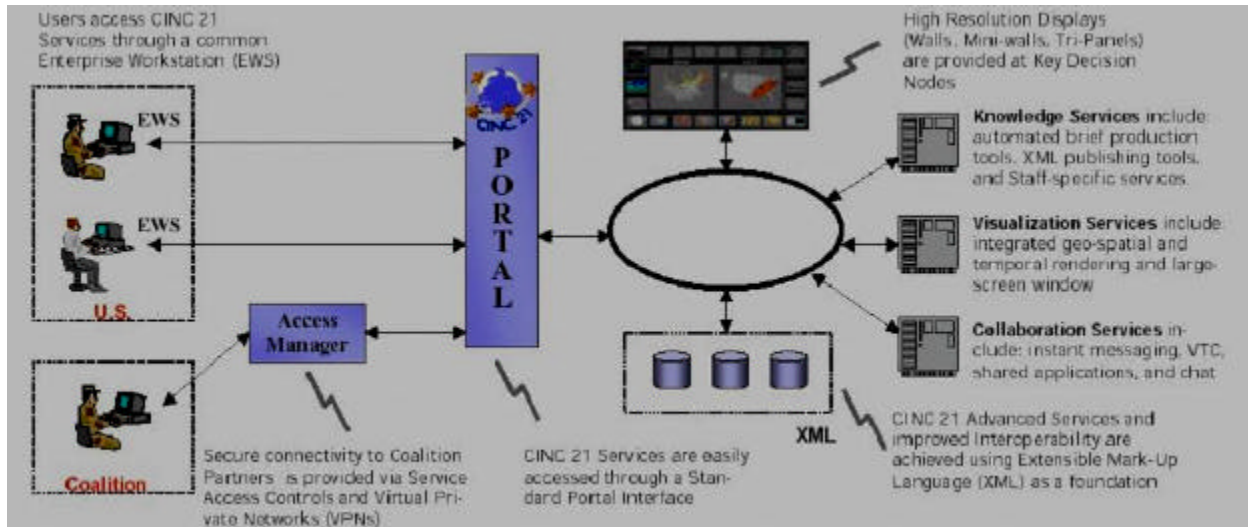 Users access CINC 21
Services through a common
Enterprise Workstation (EWS)
EWS
EWS
U.S.
Coalition
Access
Manager
Secure connectivity to Coalition
Partners is provided via Service
Access Controls and Virtual Pri-
vate Networks (VPNs)
CINC 21
PORTAL
CINC 21 Services are easily
accessed through a Stan-
dard Portal Interface
High Resolution Displays
(Walls, Mini-walls, Tri-Panels)
are provided at Key Decision
Nodes
Knowledge Services include:
automated brief production
tools, XML publishing tools,
and Staff-specific services.
Visualization Services include:
integrated geo-spatial and
temporal rendering and large-
screen window
Collaboration Services in-
clude: instant messaging, VTC,
shared applications, and chat
XML
CINC 21 Advanced Services and
improved Interoperability are
achieved using Extensible Mark-Up
Language (XML) as a foundation